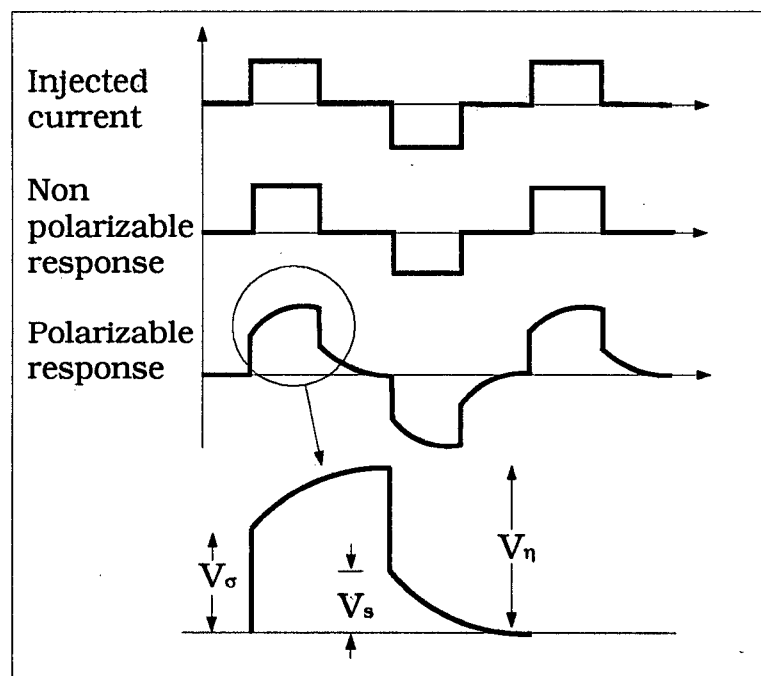 Injected
current
Non
polarizable
response
Polarizable
response
Vσ
Vs
Vη